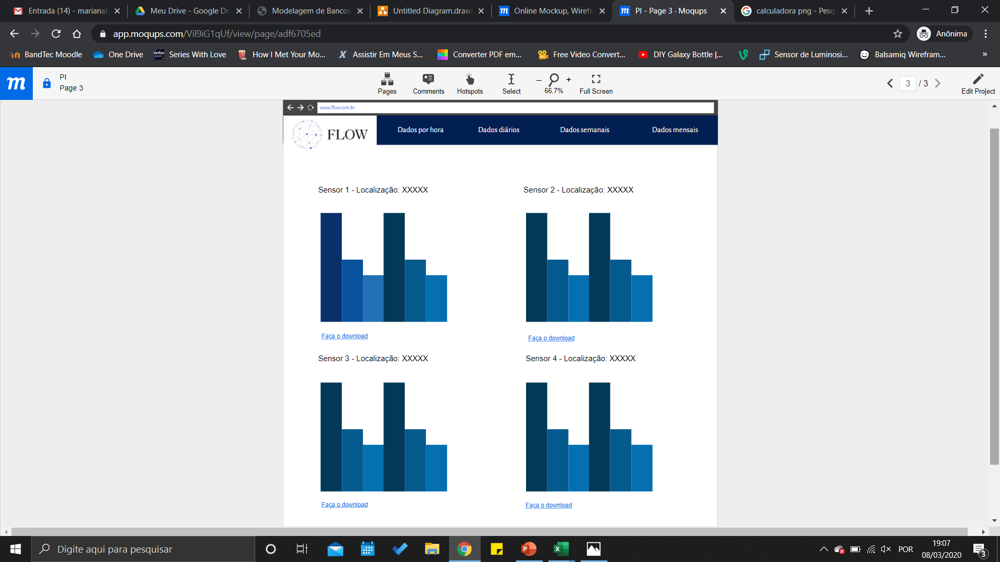 Entrada (14) - marianab
Meu Drive - Google Dri
Modelagem de Bancos
Untitled Diagram.drawi
Online Mockup, Wirefra
PI - Page 3 · Moqups
calculadora png - Pesq
app.moqups.com/Vil9iG1qUf/view/page/adf6705ed
Anônima
BandTec Moodle
One Drive
Series With Love
How I Met Your Mo...
Assistir Em Meus S...
Converter PDF em...
Free Video Convert...
DIY Galaxy Bottle |...
Sensor de Luminosi...
Balsamiq Wirefram...
»
m
PI
Page 3
Pages
Comments
Hotspots
Select
– +
66.7%
Full Screen
3 / 3
Edit Project
www.flow.com.br
FLOW
Dados por hora
Dados diários
Dados semanais
Dados mensais
Sensor 1 - Localização: XXXXX
Sensor 2 - Localização: XXXXX
Faça o download
Faça o download
Sensor 3 - Localização: XXXXX
Sensor 4 - Localização: XXXXX
Faça o download
Faça o download
Digite aqui para pesquisar
POR
19:07
08/03/2020
3